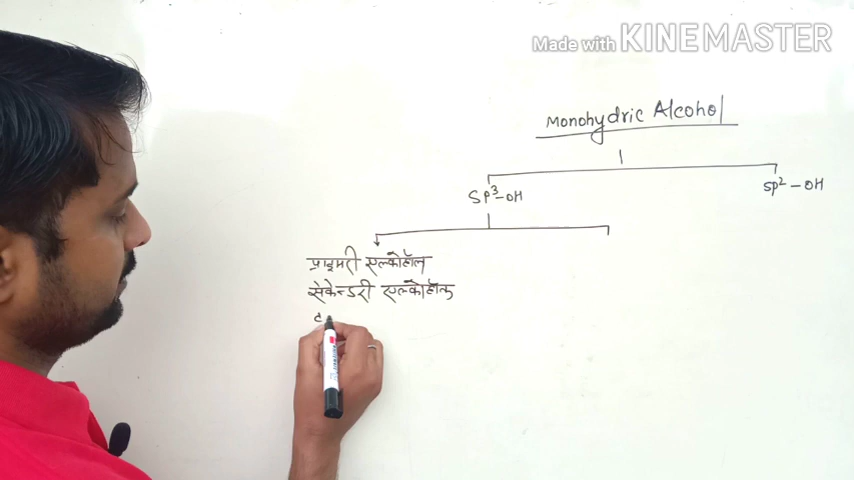 Made with KINEMASTER
Monohydric Alcohol
SP³-OH
SP² - OH
प्राइमरी एल्कोहॉल
सेकेन्डरी एल्कोहॉल